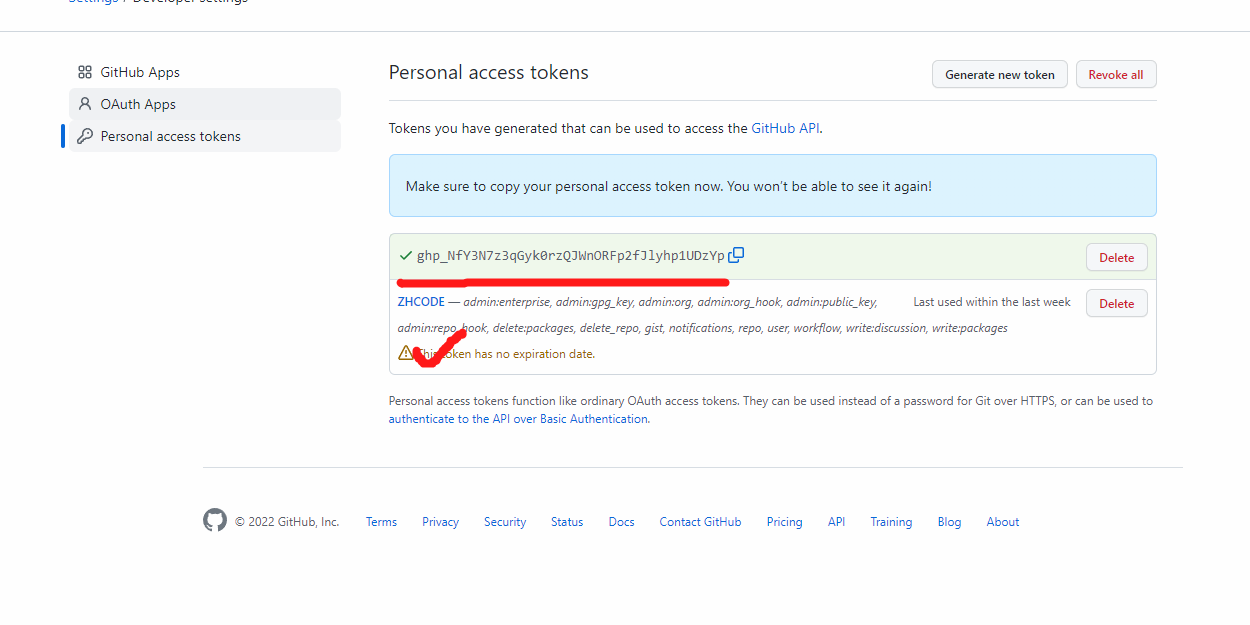 Settings / Developer settings
GitHub Apps
OAuth Apps
Personal access tokens
Personal access tokens
Generate new token
Revoke all
Tokens you have generated that can be used to access the GitHub API.
Make sure to copy your personal access token now. You won't be able to see it again!
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
Delete
ZHCODE — admin:enterprise, admin:gpg_key, admin:org, admin:org_hook, admin:public_key,
Last used within the last week
Delete
admin:repo_hook, delete:packages, delete_repo, gist, notifications, repo, user, workflow, write:discussion, write:packages
This token has no expiration date.
Personal access tokens function like ordinary OAuth access tokens. They can be used instead of a password for Git over HTTPS, or can be used to
authenticate to the API over Basic Authentication.
© 2022 GitHub, Inc.
Terms
Privacy
Security
Status
Docs
Contact GitHub
Pricing
API
Training
Blog
About